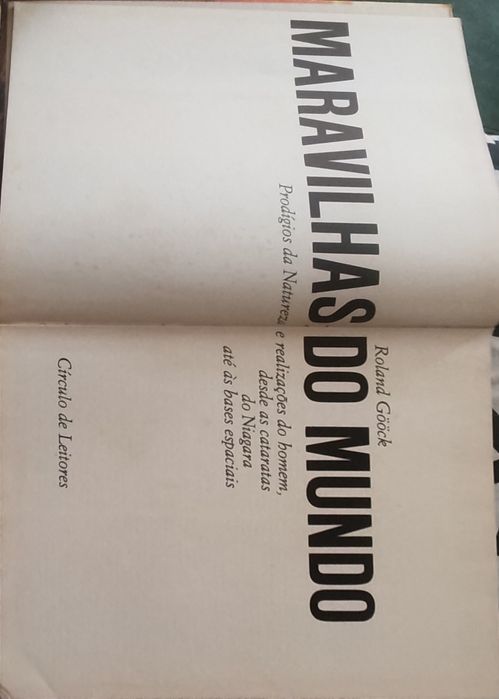 Roland Gööck
MARAVILHAS DO MUNDO
Prodígios da Natureza e realizações do homem,
desde as cataratas
do Niagara
até às bases espaciais
Círculo de Leitores